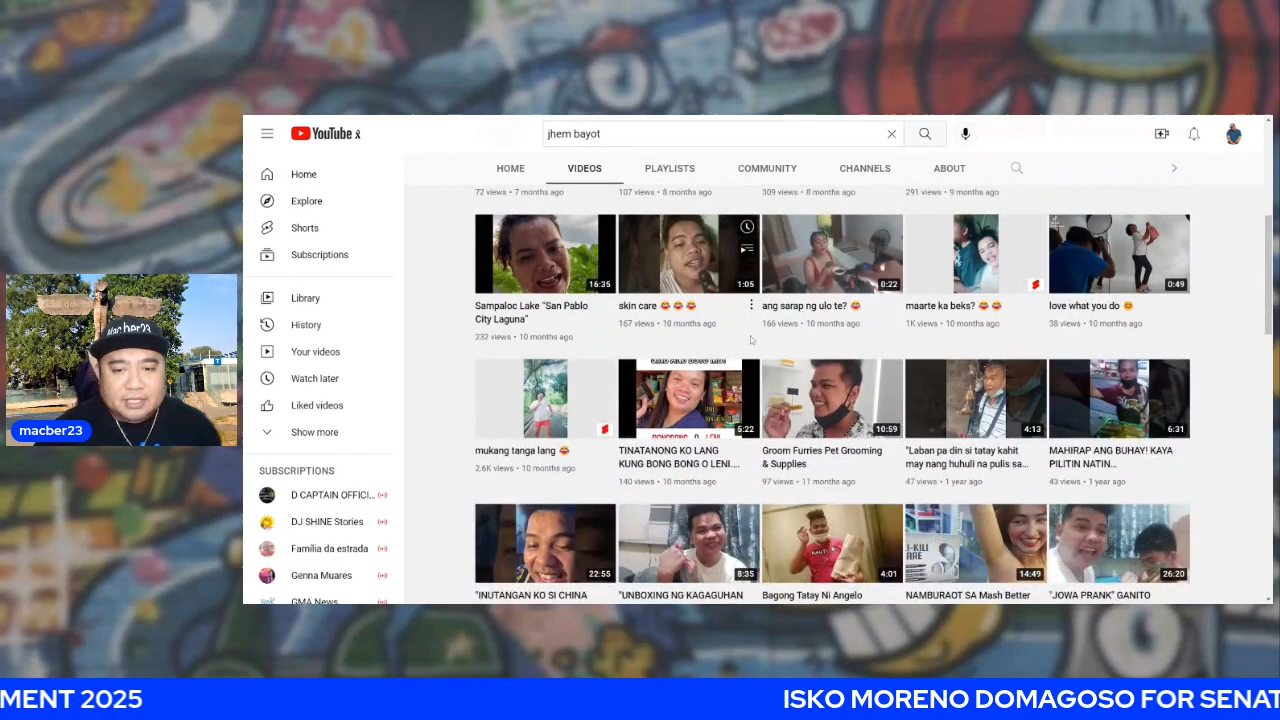 YouTube
jhem bayot
HOME
VIDEOS
PLAYLISTS
COMMUNITY
CHANNELS
ABOUT
Home
Explore
Shorts
Subscriptions
Library
History
Your videos
Watch later
Liked videos
Show more
SUBSCRIPTIONS
D CAPTAIN OFFICI...
DJ SHINE Stories
Família da estrada
Genna Muares
GMA News
72 views • 7 months ago
107 views • 8 months ago
309 views • 8 months ago
291 views • 9 months ago
16:35
1:05
0:22
0:49
Sampaloc Lake "San Pablo
City Laguna"
232 views • 10 months ago
skin care 😂 😂 😂
167 views • 10 months ago
ang sarap ng ulo te? 😂
166 views • 10 months ago
maarte ka beks? 😂 😂
1K views • 10 months ago
love what you do 😊
38 views • 10 months ago
5:22
10:59
4:13
6:31
mukang tanga lang 😂
2.6K views • 10 months ago
TINATANONG KO LANG
KUNG BONG BONG O LENI....
140 views • 10 months ago
Groom Furries Pet Grooming
& Supplies
97 views • 11 months ago
"Laban pa din si tatay kahit
may nang huhuli na pulis sa...
47 views • 1 year ago
MAHIRAP ANG BUHAY! KAYA
PILITIN NATIN...
43 views • 1 year ago
22:55
8:35
4:01
14:49
26:20
"INUTANGAN KO SI CHINA
"UNBOXING NG KAGAGUHAN
Bagong Tatay Ni Angelo
NAMBURAOT SA Mash Better
"JOWA PRANK" GANITO
macber23
macber23
MENT 2025
ISKO MORENO DOMAGOSO FOR SENAT